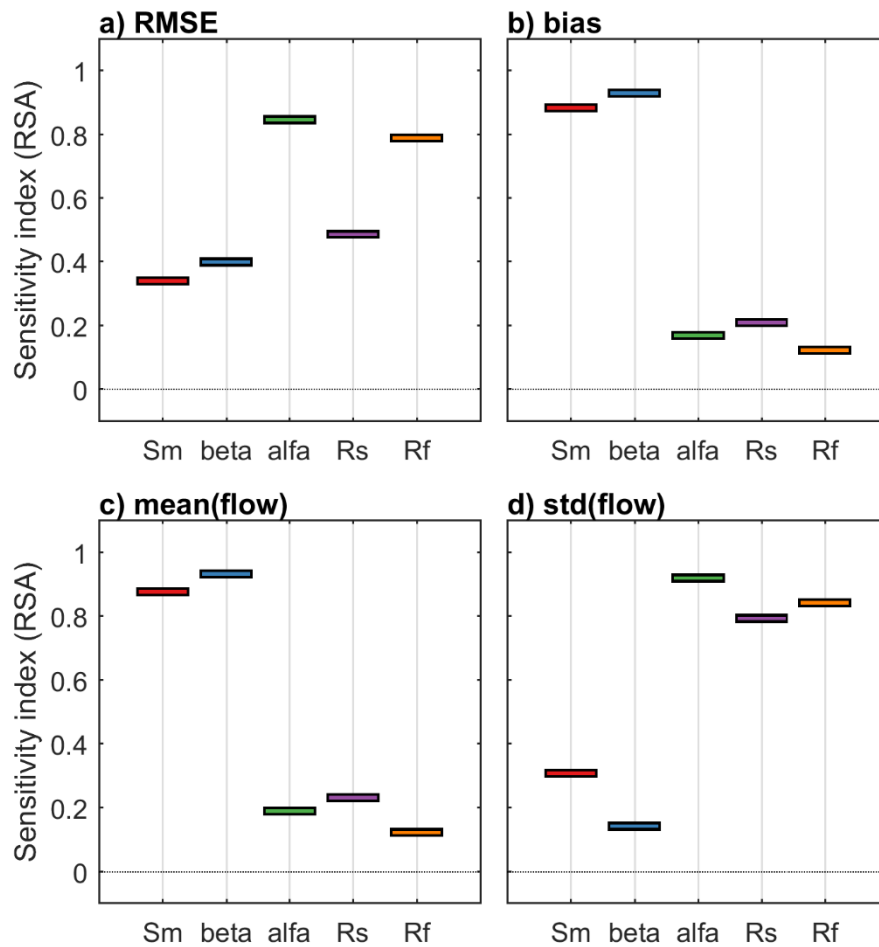 a) RMSE
Sensitivity index (RSA)
1
0.8
0.6
0.4
0.2
0
Sm beta alfa Rs Rf
b) bias
Sm beta alfa Rs Rf
c) mean(flow)
Sensitivity index (RSA)
1
0.8
0.6
0.4
0.2
0
Sm beta alfa Rs Rf
d) std(flow)
Sm beta alfa Rs Rf